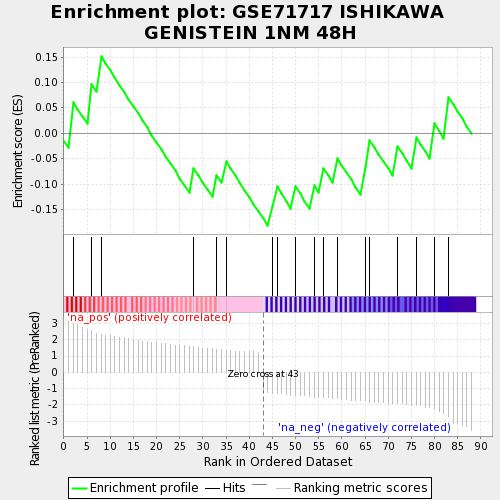 Enrichment plot: GSE71717 ISHIKAWA
GENISTEIN 1NM 48H
Enrichment score (ES)
0.15
0.10
0.05
0.00
-0.05
-0.10
-0.15
'na_pos' (positively correlated)
Ranked list metric (PreRanked)
3
2
1
0
-1
-2
-3
Zero cross at 43
'na_neg' (negatively correlated)
0 5 10 15 20 25 30 35 40 45 50 55 60 65 70 75 80 85 90
Rank in Ordered Dataset
Enrichment profile
Hits
Ranking metric scores